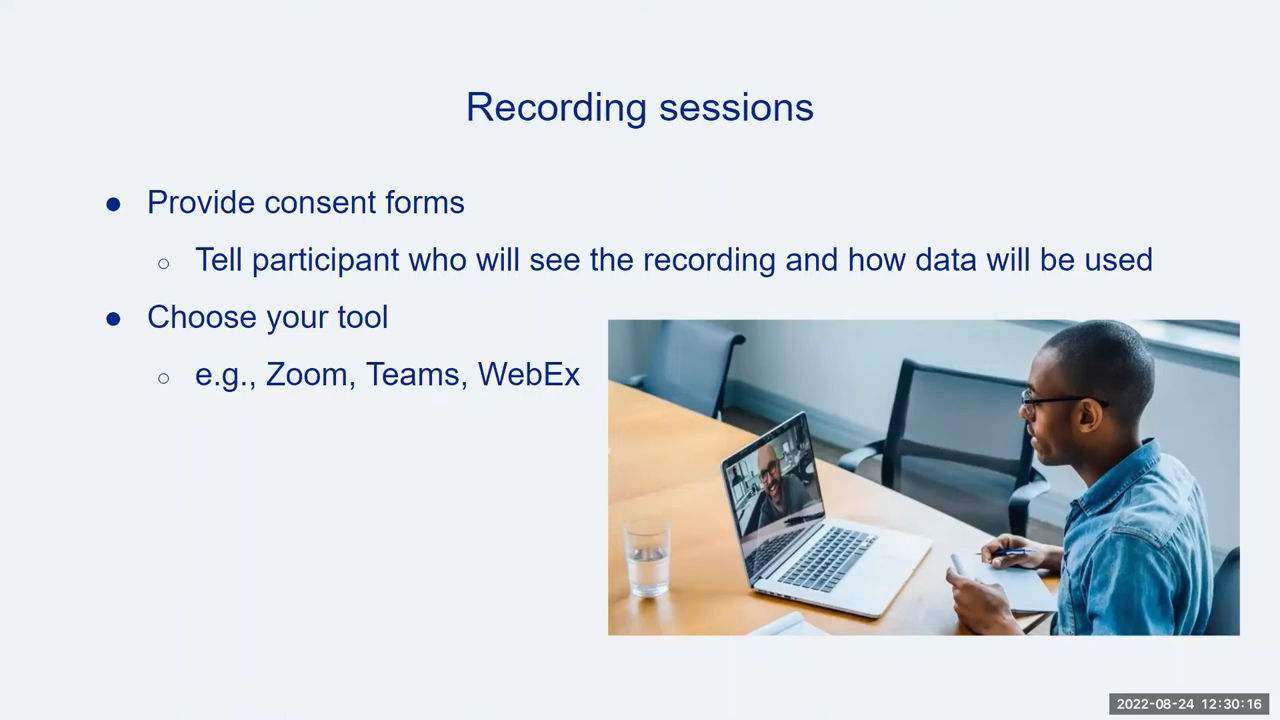 Recording sessions
● Provide consent forms
○ Tell participant who will see the recording and how data will be used
● Choose your tool
○ e.g., Zoom, Teams, WebEx
2022-08-24 12:30:16